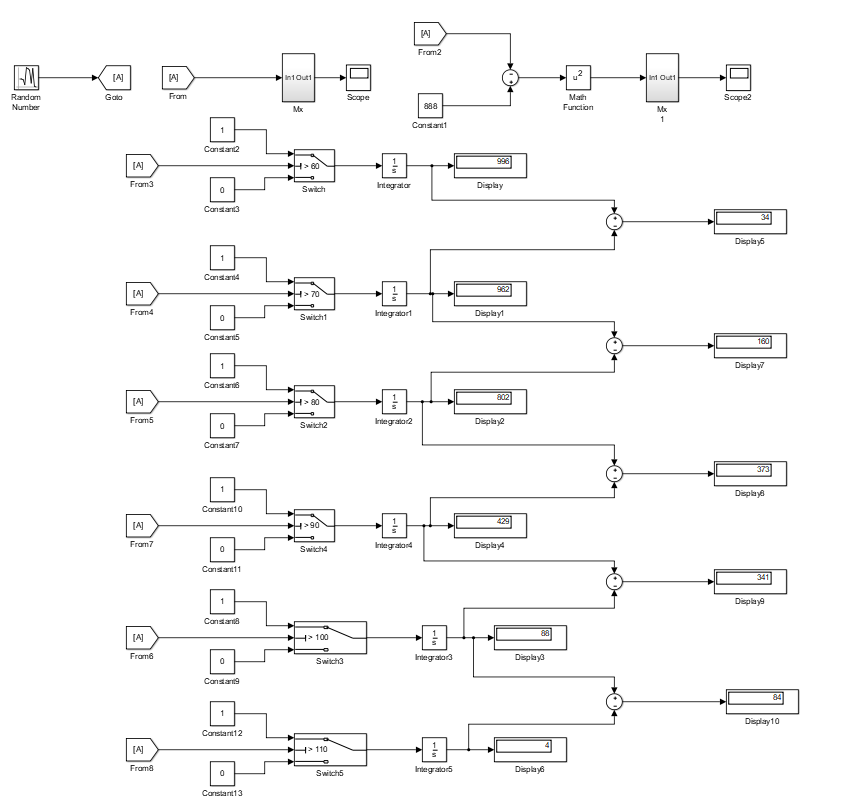 [A]
From2
Random
Number
[A]
Goto
[A]
From
In1 Out1
Mx
Scope
888
Constant1
u2
Math
Function
In1 Out1
Mx
1
Scope2
1
Constant2
[A]
From3
0
Constant3
> 60
Switch
1
s
Integrator
996
Display
34
Display5
1
Constant4
[A]
From4
0
Constant5
> 70
Switch1
1
s
Integrator1
962
Display1
160
Display7
1
Constant6
[A]
From5
0
Constant7
> 80
Switch2
1
s
Integrator2
802
Display2
373
Display8
1
Constant10
[A]
From7
0
Constant11
> 90
Switch4
1
s
Integrator4
429
Display4
341
Display9
1
Constant8
[A]
From6
0
Constant9
> 100
Switch3
1
s
Integrator3
88
Display3
84
Display10
1
Constant12
[A]
From8
0
Constant13
> 110
Switch5
1
s
Integrator5
4
Display6